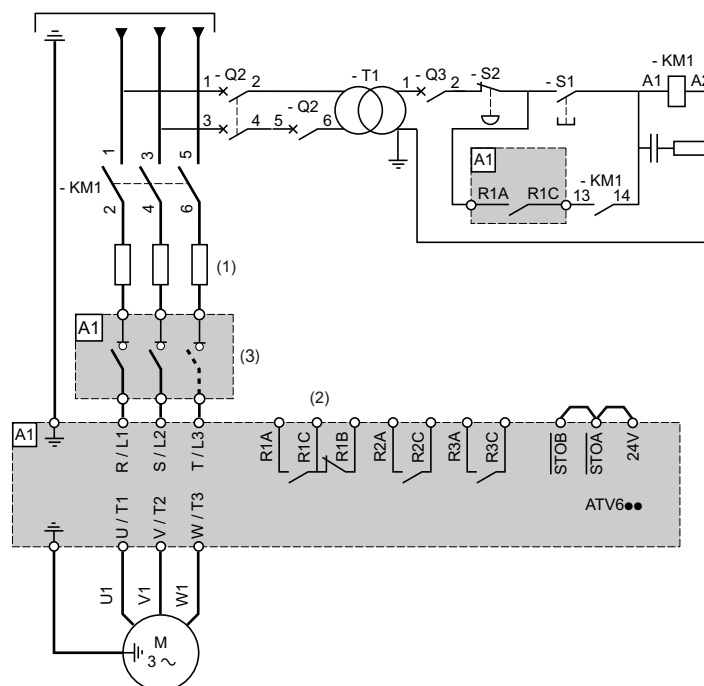 - Q2
- T1
- Q3
- S2
- S1
- KM1
1
2
1
2
A1
A2
- Q2
3
4
5
6
A1
R1A
R1C
- KM1
13
14
1
3
5
- KM1
2
4
6
(1)
A1
(3)
(2)
A1
R / L1
S / L2
T / L3
R1A
R1C
R1B
R2A
R2C
R3A
R3C
STOB
STOA
24V
U / T1
V / T2
W / T3
ATV6●●
U1
V1
W1
M
3 ~